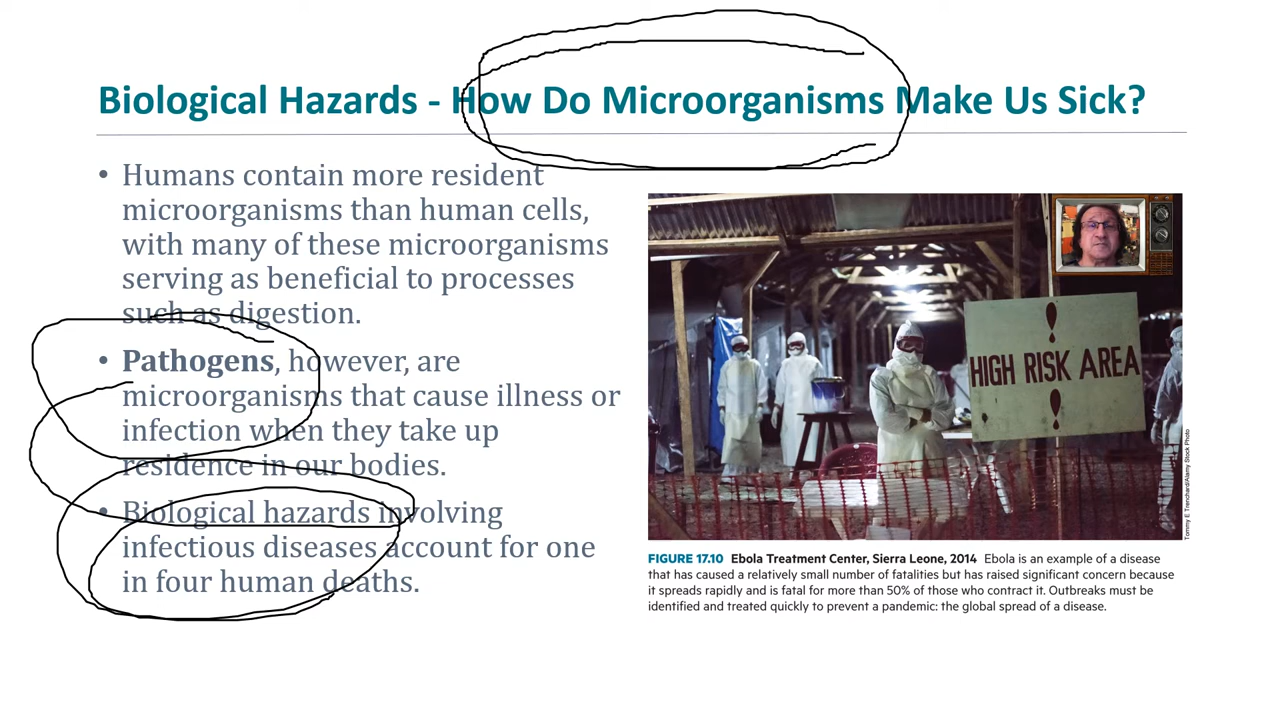 Biological Hazards - How Do Microorganisms Make Us Sick?
• Humans contain more resident
microorganisms than human cells,
with many of these microorganisms
serving as beneficial to processes
such as digestion.
• Pathogens, however, are
microorganisms that cause illness or
infection when they take up
residence in our bodies.
• Biological hazards involving
infectious diseases account for one
in four human deaths.
! HIGH RISK AREA !
Tommy E Trenchard/Alamy Stock Photo
FIGURE 17.10 Ebola Treatment Center, Sierra Leone, 2014 Ebola is an example of a disease
that has caused a relatively small number of fatalities but has raised significant concern because
it spreads rapidly and is fatal for more than 50% of those who contract it. Outbreaks must be
identified and treated quickly to prevent a pandemic: the global spread of a disease.